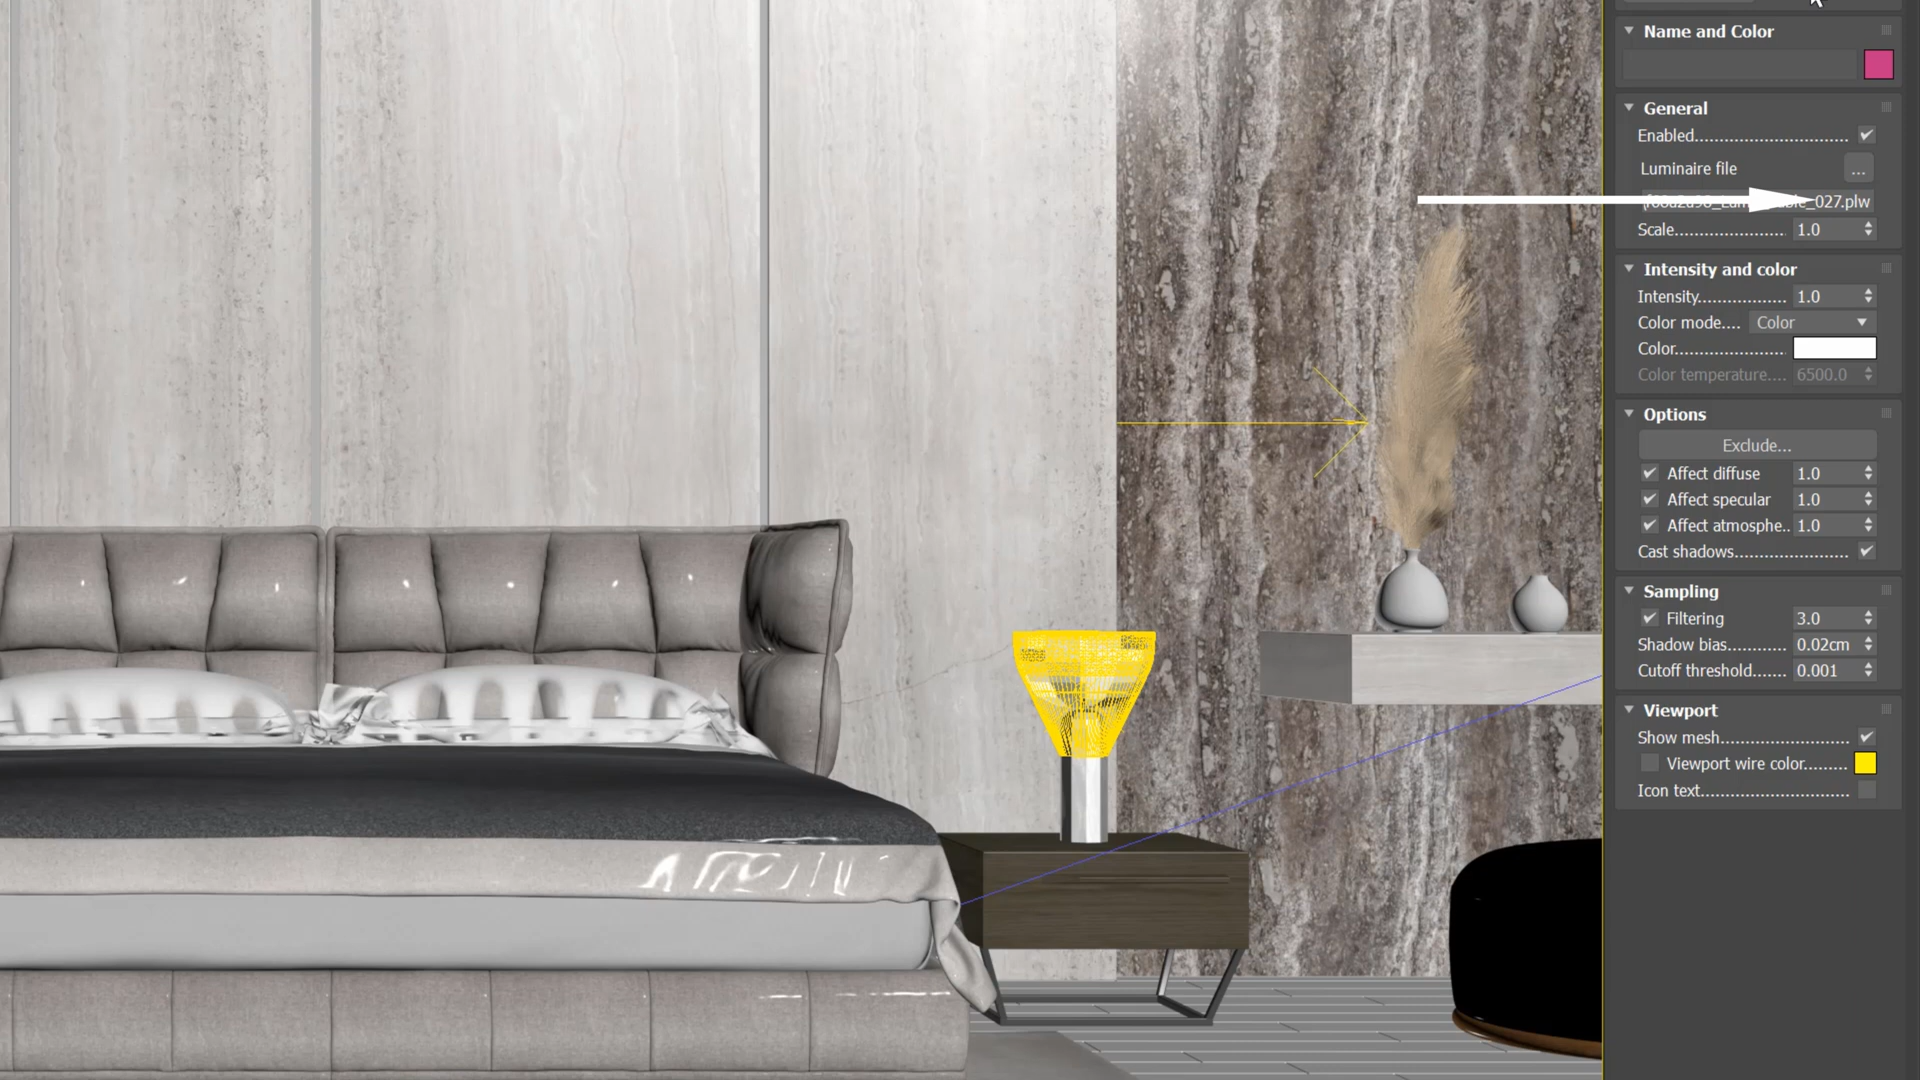 Name and Color
General
Enabled
Luminaire file
...
_027.plw
Scale
1.0
Intensity and color
Intensity
1.0
Color mode....
Color
Color
Color temperature....
6500.0
Options
Exclude...
Affect diffuse
1.0
Affect specular
1.0
Affect atmosphe..
1.0
Cast shadows
Sampling
Filtering
3.0
Shadow bias
0.02cm
Cutoff threshold
0.001
Viewport
Show mesh
Viewport wire color
Icon text